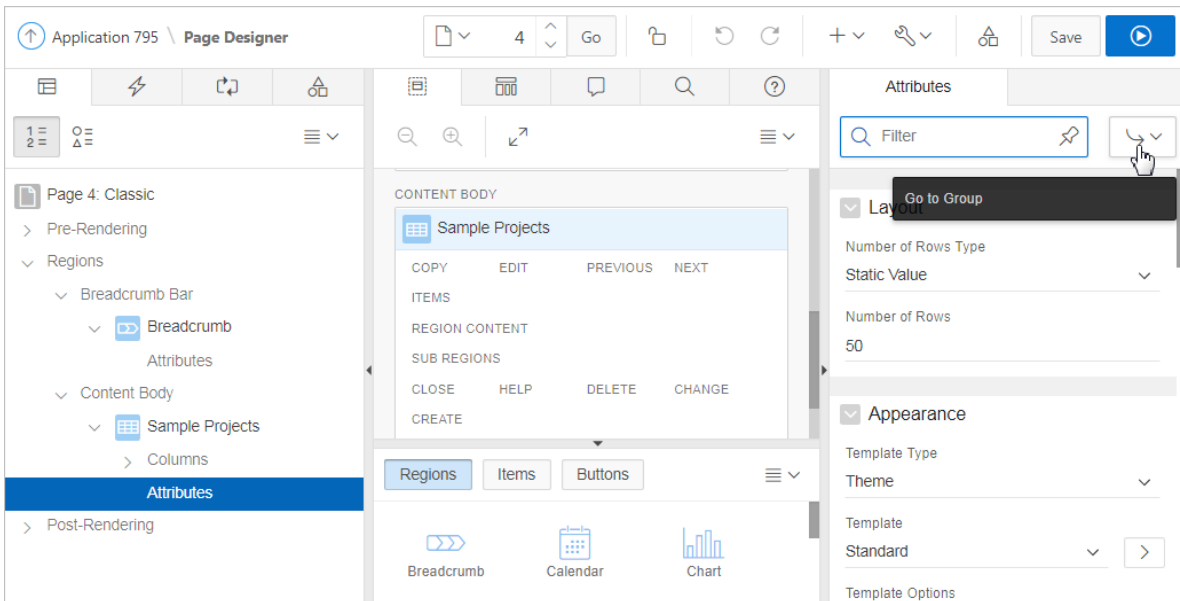 Application 795 \ Page Designer
4
Go
Save
Page 4: Classic
Pre-Rendering
Regions
Breadcrumb Bar
Breadcrumb
Attributes
Content Body
Sample Projects
Columns
Attributes
Post-Rendering
CONTENT BODY
Sample Projects
COPY EDIT PREVIOUS NEXT
ITEMS
REGION CONTENT
SUB REGIONS
CLOSE HELP DELETE CHANGE
CREATE
Regions Items Buttons
Breadcrumb Calendar Chart
Attributes
Filter
Go to Group
Layout
Number of Rows Type
Static Value
Number of Rows
50
Appearance
Template Type
Theme
Template
Standard
Template Options